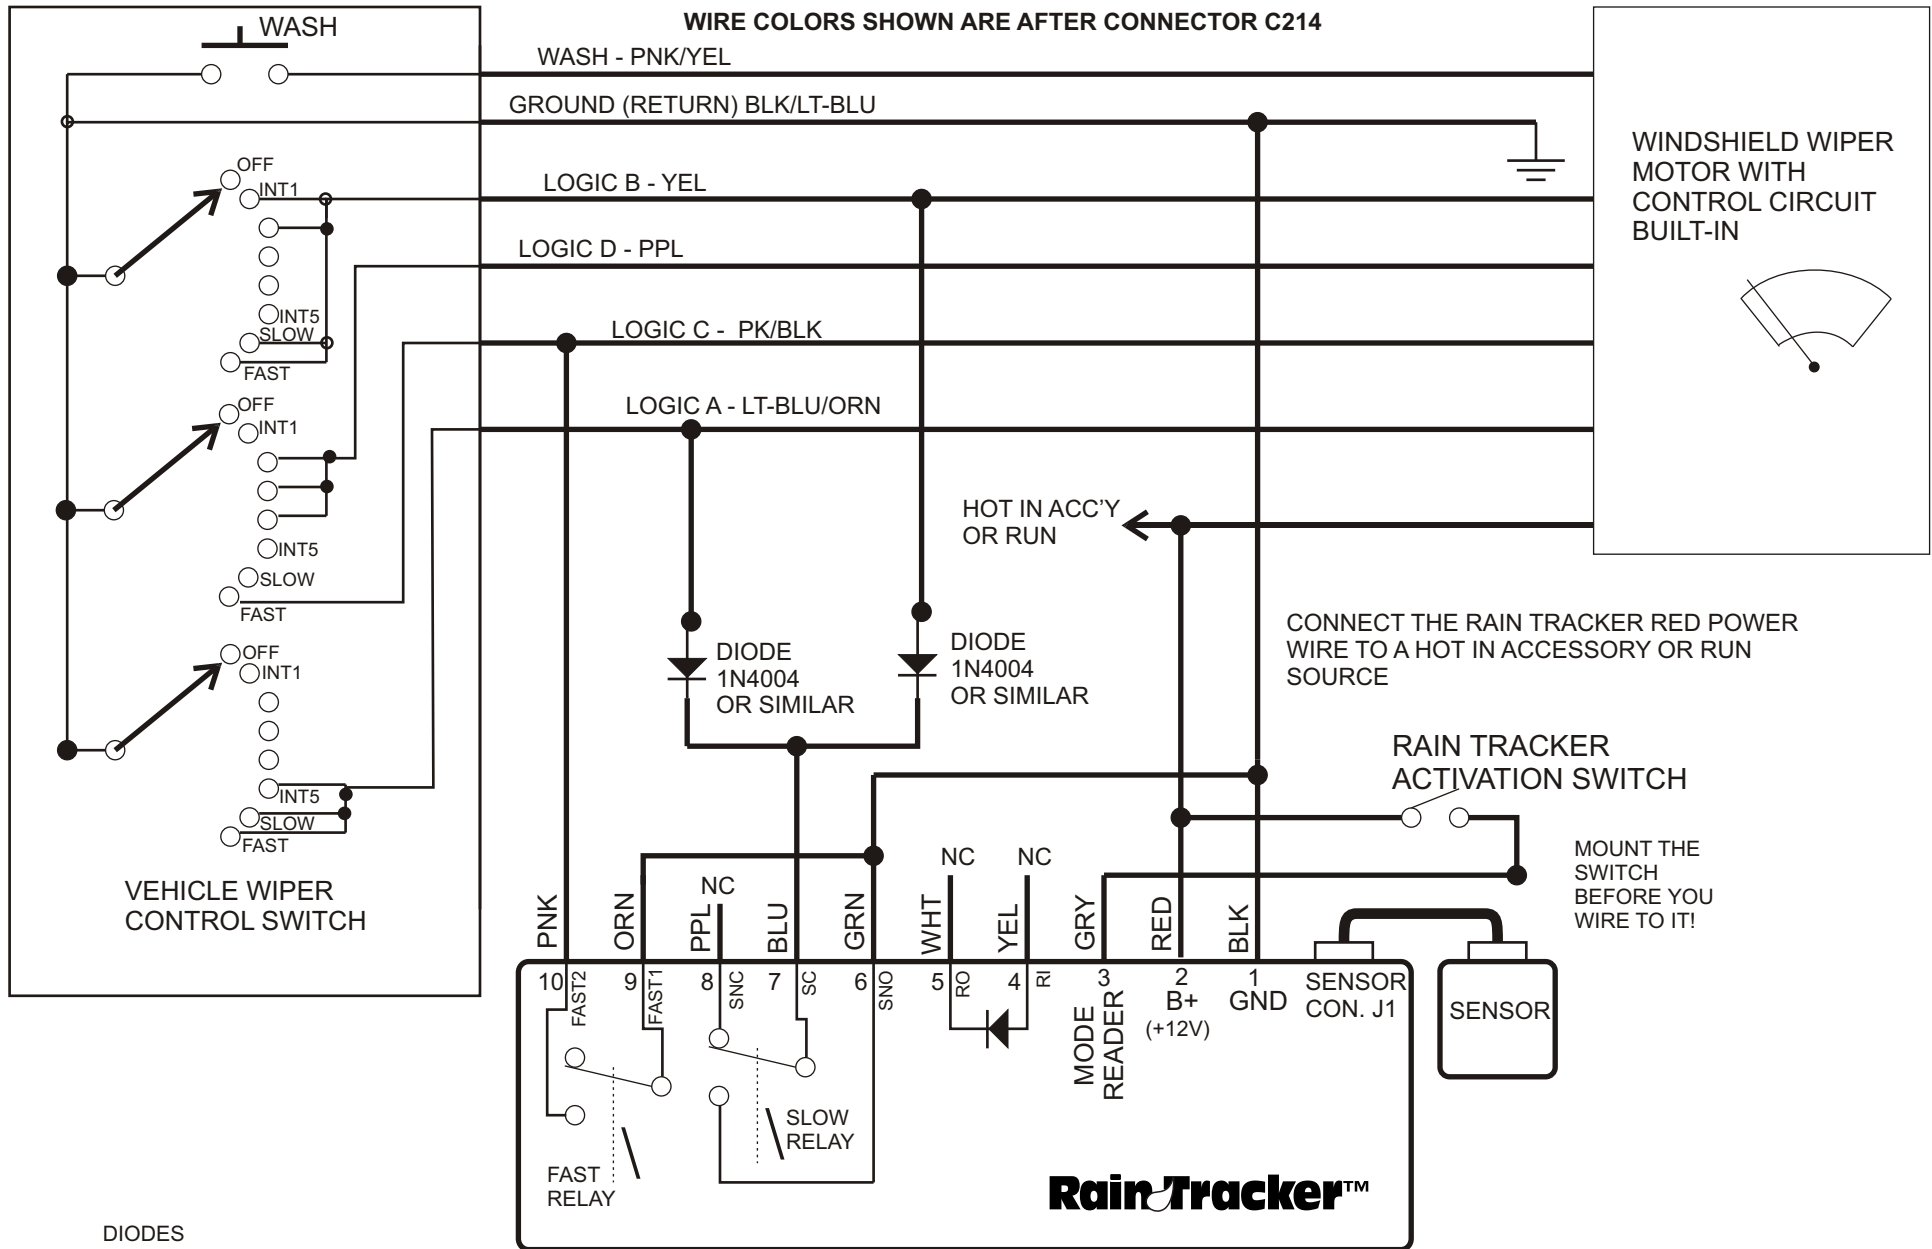 WIRE COLORS SHOWN ARE AFTER CONNECTOR C214
WASH
WASH - PNK/YEL
GROUND (RETURN) BLK/LT-BLU
LOGIC B - YEL
LOGIC D - PPL
LOGIC C - PK/BLK
LOGIC A - LT-BLU/ORN
OFF
INT1
INT5
SLOW
FAST
OFF
INT1
INT5
SLOW
FAST
OFF
INT1
INT5
SLOW
FAST
VEHICLE WIPER
CONTROL SWITCH
WINDSHIELD WIPER
MOTOR WITH
CONTROL CIRCUIT
BUILT-IN
HOT IN ACC'Y
OR RUN
DIODE
1N4004
OR SIMILAR
DIODE
1N4004
OR SIMILAR
CONNECT THE RAIN TRACKER RED POWER
WIRE TO A HOT IN ACCESSORY OR RUN
SOURCE
RAIN TRACKER
ACTIVATION SWITCH
MOUNT THE
SWITCH
BEFORE YOU
WIRE TO IT!
NC
NC
NC
PNK
ORN
PPL
BLU
GRN
WHT
YEL
GRY
RED
BLK
10
FAST2
9
FAST1
8
SNC
7
SC
6
SNO
5
RO
4
RI
3
MODE
READER
2
B+
(+12V)
1
GND
SENSOR
CON. J1
SENSOR
SLOW
RELAY
FAST
RELAY
RainTracker™
DIODES